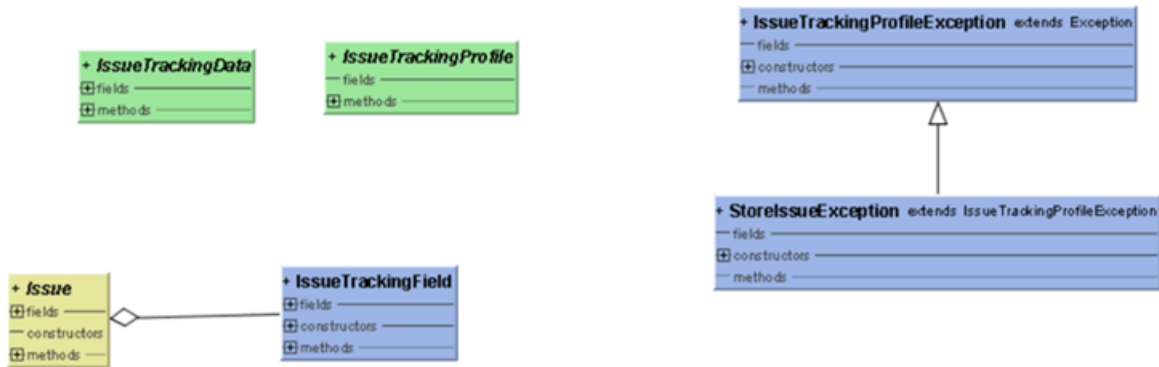 + IssueTrackingData
fields
methods
+ IssueTrackingProfile
fields
methods
+ IssueTrackingProfileException extends Exception
fields
constructors
methods
+ StoreIssueException extends IssueTrackingProfileException
fields
constructors
methods
+ Issue
fields
constructors
methods
+ IssueTrackingField
fields
constructors
methods